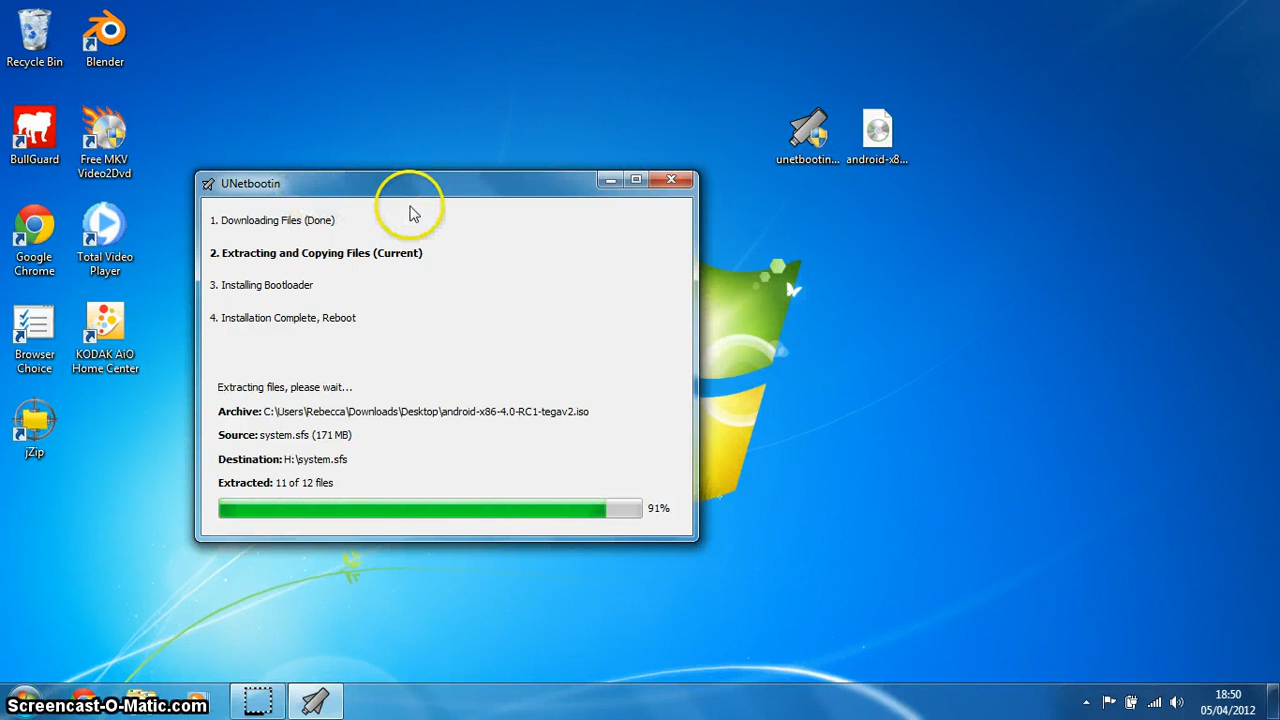 Recycle Bin
Blender
BullGuard
Free MKV
Video2Dvd
unetbootin...
android-x8...
Google
Chrome
Total Video
Player
Browser
Choice
KODAK AiO
Home Center
jZip
UNetbootin
1. Downloading Files (Done)
2. Extracting and Copying Files (Current)
3. Installing Bootloader
4. Installation Complete, Reboot
Extracting files, please wait...
Archive: C:\Users\Rebecca\Downloads\Desktop\android-x86-4.0-RC1-tegav2.iso
Source: system.sfs (171 MB)
Destination: H:\system.sfs
Extracted: 11 of 12 files
91%
Screencast-O-Matic.com
18:50
05/04/2012